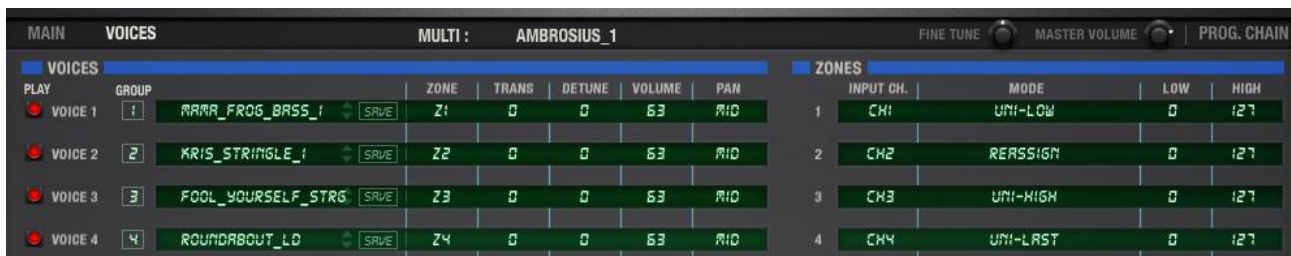 MAIN VOICES MULTI : AMBROSIUS_1 FINE TUNE MASTER VOLUME | PROG. CHAIN
VOICES ZONES
PLAY GROUP ZONE TRANS DETUNE VOLUME PAN INPUT CH. MODE LOW HIGH
VOICE 1 1 MAMA_FROG_BASS_1 SAVE Z1 0 0 63 MID 1 CH1 UNI-LOW 0 127
VOICE 2 2 KRIS_STRINGLE_1 SAVE Z2 0 0 63 MID 2 CH2 REASSIGN 0 127
VOICE 3 3 FOOL_YOURSELF_STRG SAVE Z3 0 0 63 MID 3 CH3 UNI-HIGH 0 127
VOICE 4 4 ROUNDABOUT_LD SAVE Z4 0 0 63 MID 4 CH4 UNI-LAST 0 127